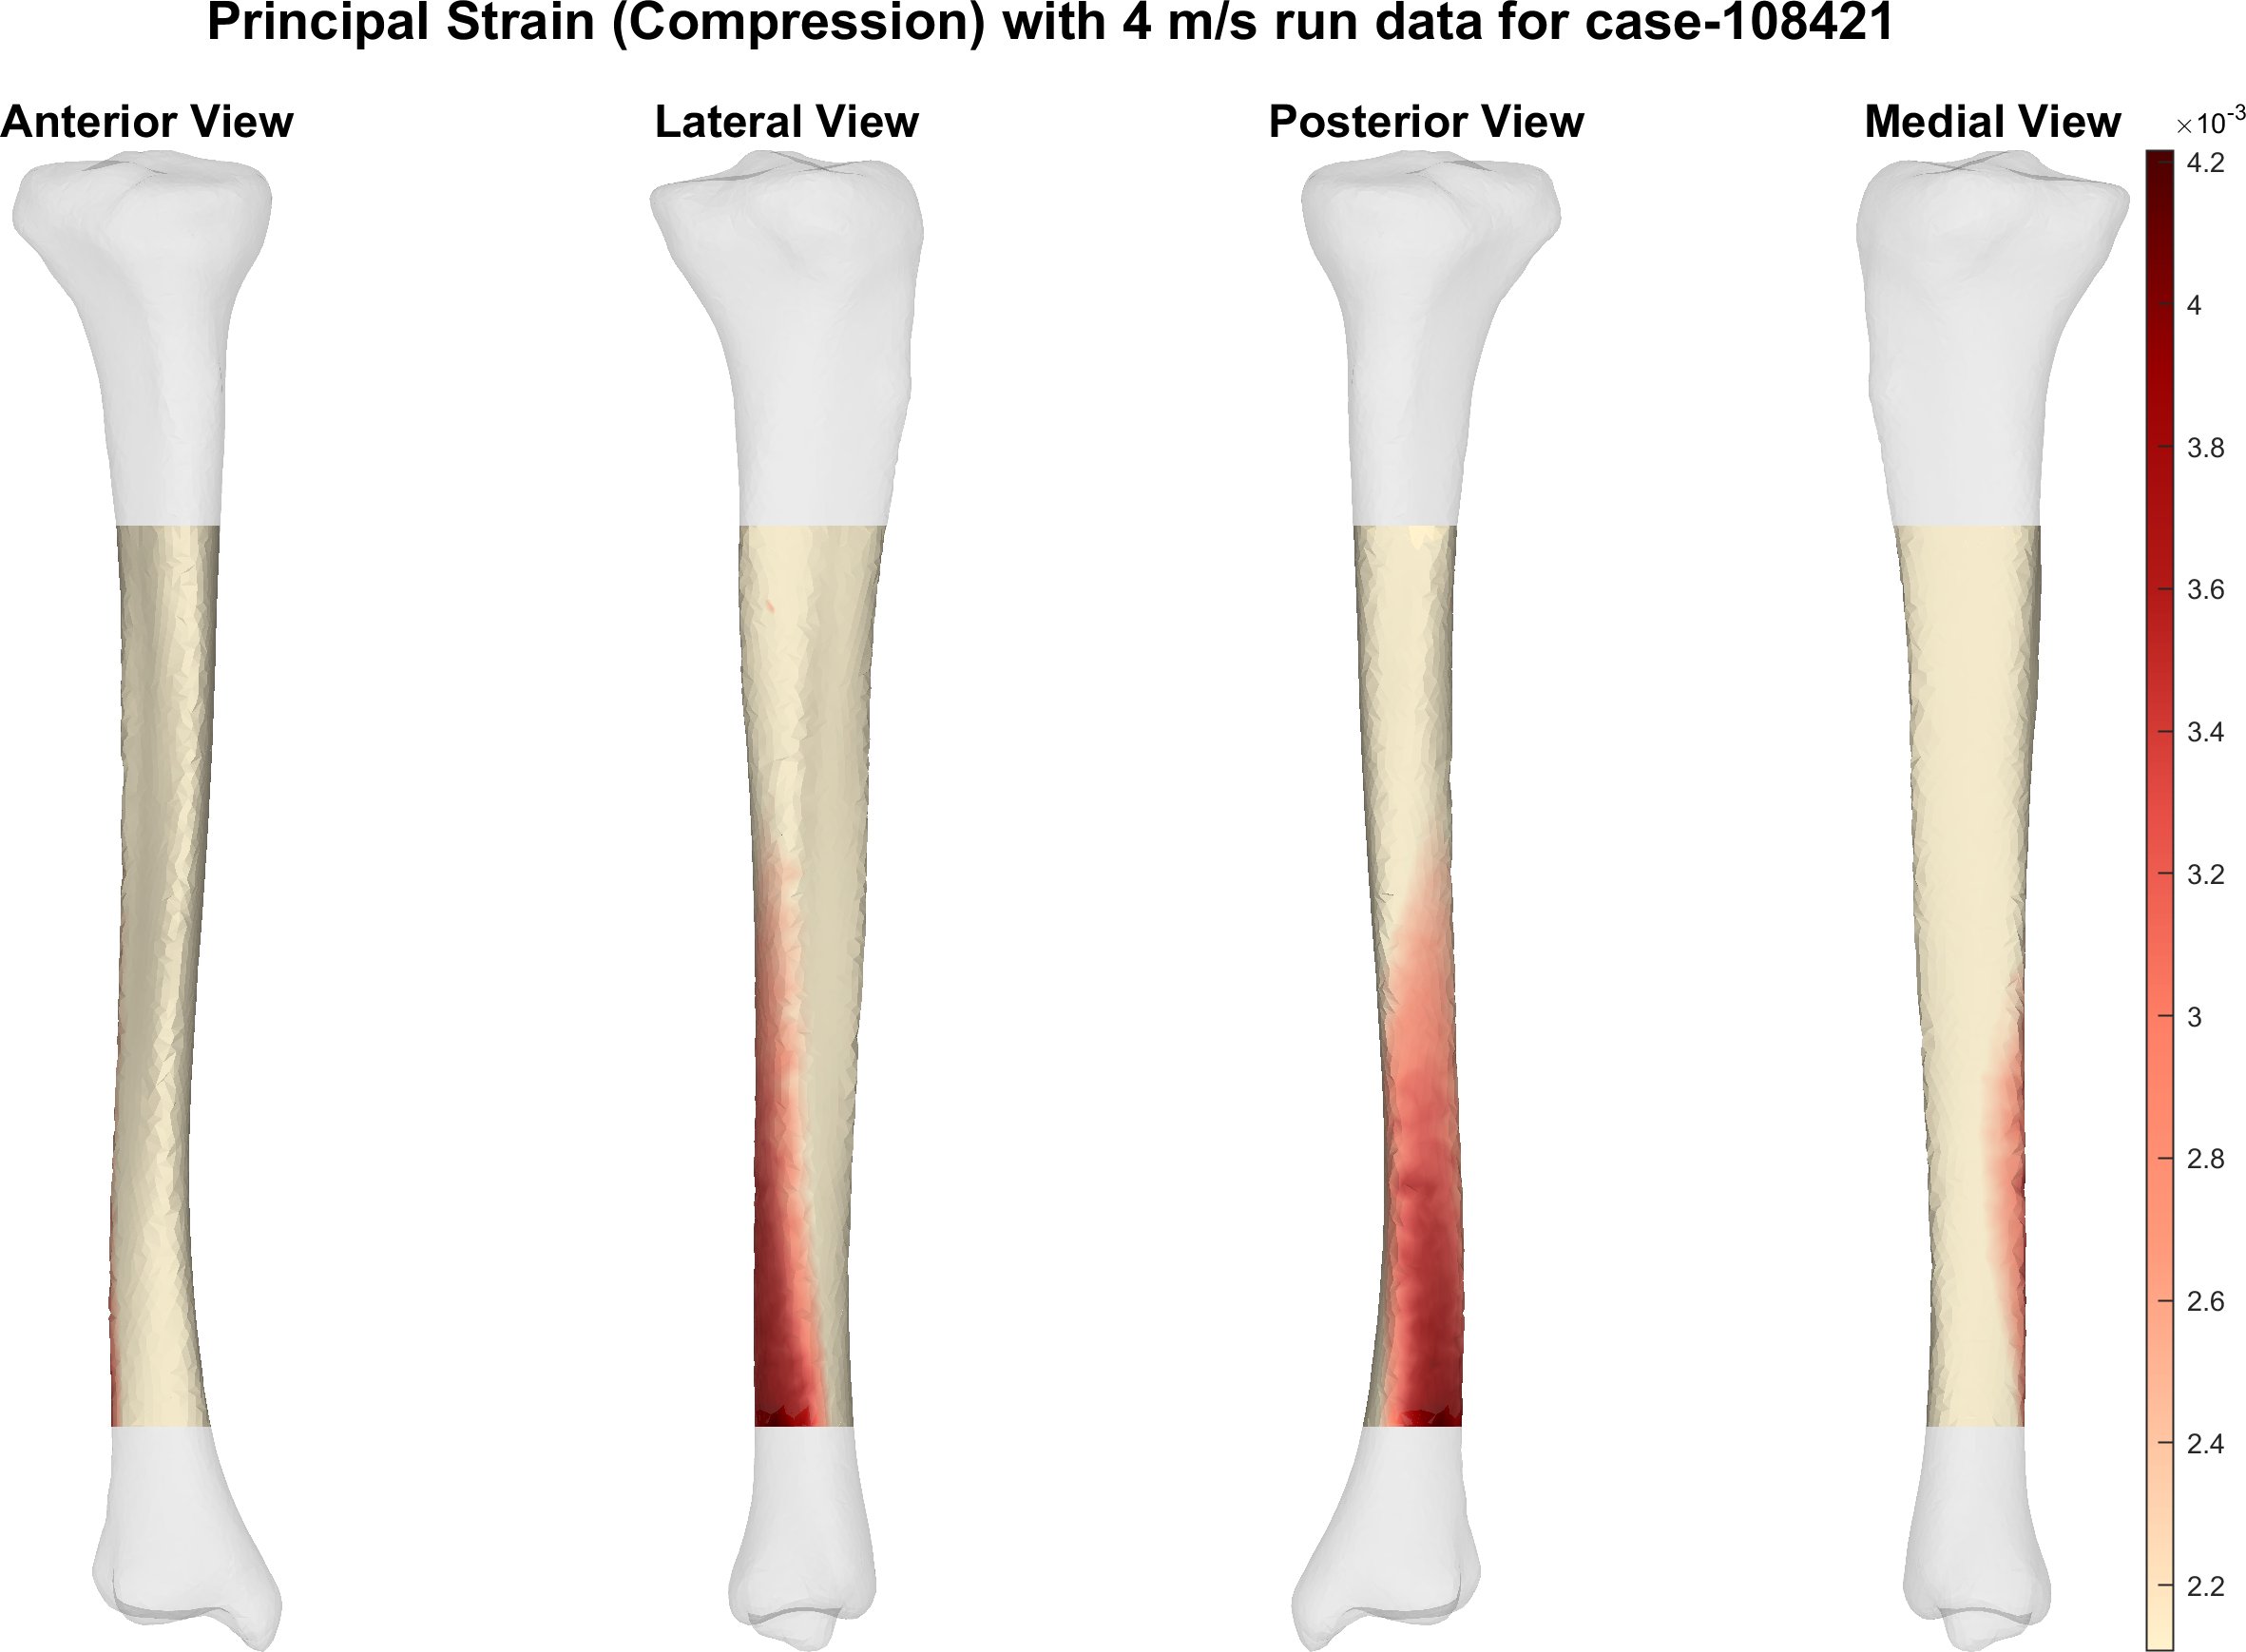 Principal Strain (Compression) with 4 m/s run data for case-108421
Anterior View
Lateral View
Posterior View
Medial View
×10-3
4.2
4
3.8
3.6
3.4
3.2
3
2.8
2.6
2.4
2.2